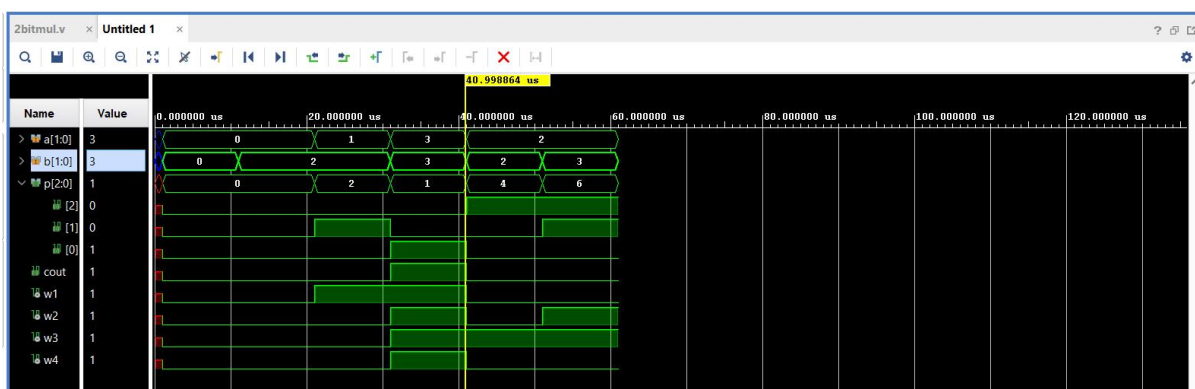 2bitmul.v × Untitled 1 ×
40.998864 us
Name Value 0.000000 us 20.000000 us 40.000000 us 60.000000 us 80.000000 us 100.000000 us 120.000000 us
a[1:0] 3 0 1 3 2
b[1:0] 3 0 2 3 2 3
p[2:0] 1 0 2 1 4 6
[2] 0
[1] 0
[0] 1
cout 1
w1 1
w2 1
w3 1
w4 1